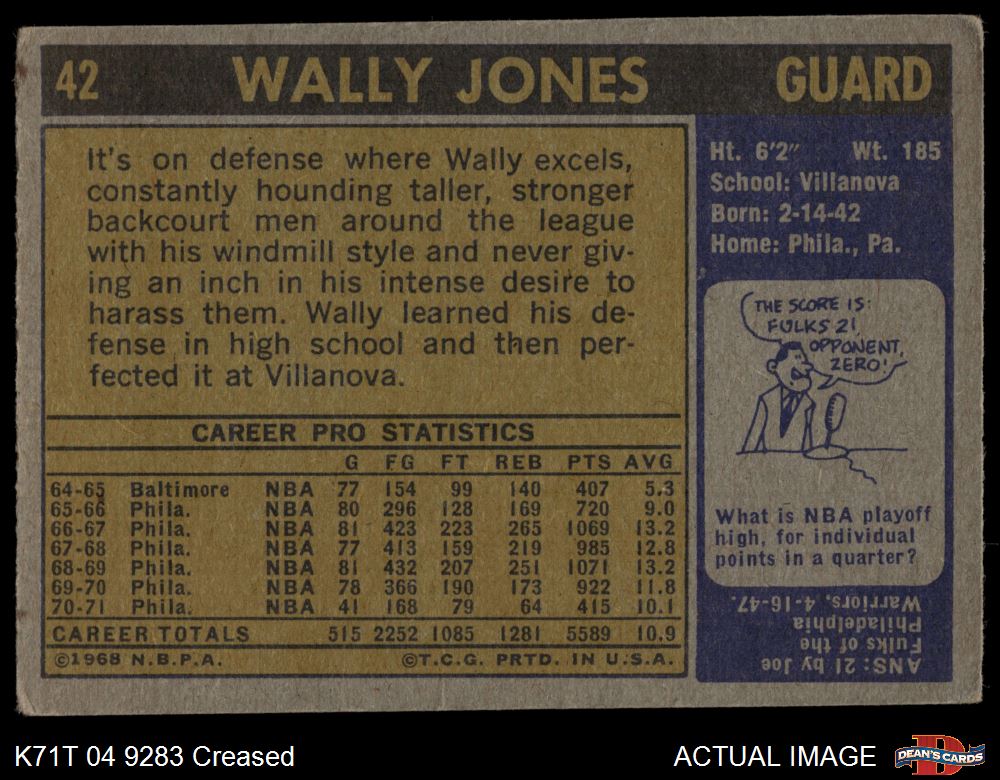 42 WALLY JONES GUARD
It's on defense where Wally excels,
constantly hounding taller, stronger
backcourt men around the league
with his windmill style and never giv-
ing an inch in his intense desire to
harass them. Wally learned his de-
fense in high school and then per-
fected it at Villanova.
CAREER PRO STATISTICS
G FG FT REB PTS AVG
64-65 Baltimore NBA 77 154 99 140 407 5.3
65-66 Phila. NBA 80 296 128 169 720 9.0
66-67 Phila. NBA 81 423 223 265 1069 13.2
67-68 Phila. NBA 77 413 159 219 985 12.8
68-69 Phila. NBA 81 432 207 251 1071 13.2
69-70 Phila. NBA 78 366 190 173 922 11.8
70-71 Phila. NBA 41 168 79 64 415 10.1
CAREER TOTALS 515 2252 1085 1281 5589 10.9
©1968 N.B.P.A. ©T.C.G. PRTD. IN U.S.A.
Ht. 6'2" Wt. 185
School: Villanova
Born: 2-14-42
Home: Phila., Pa.
THE SCORE IS:
FULKS 21,
OPPONENT,
ZERO!
What is NBA playoff
high, for individual
points in a quarter?
ANS: 21 by Joe
Fulks of the
Philadelphia
Warriors, 4-16-47.
K71T 04 9283 Creased ACTUAL IMAGE DEAN'S CARDS